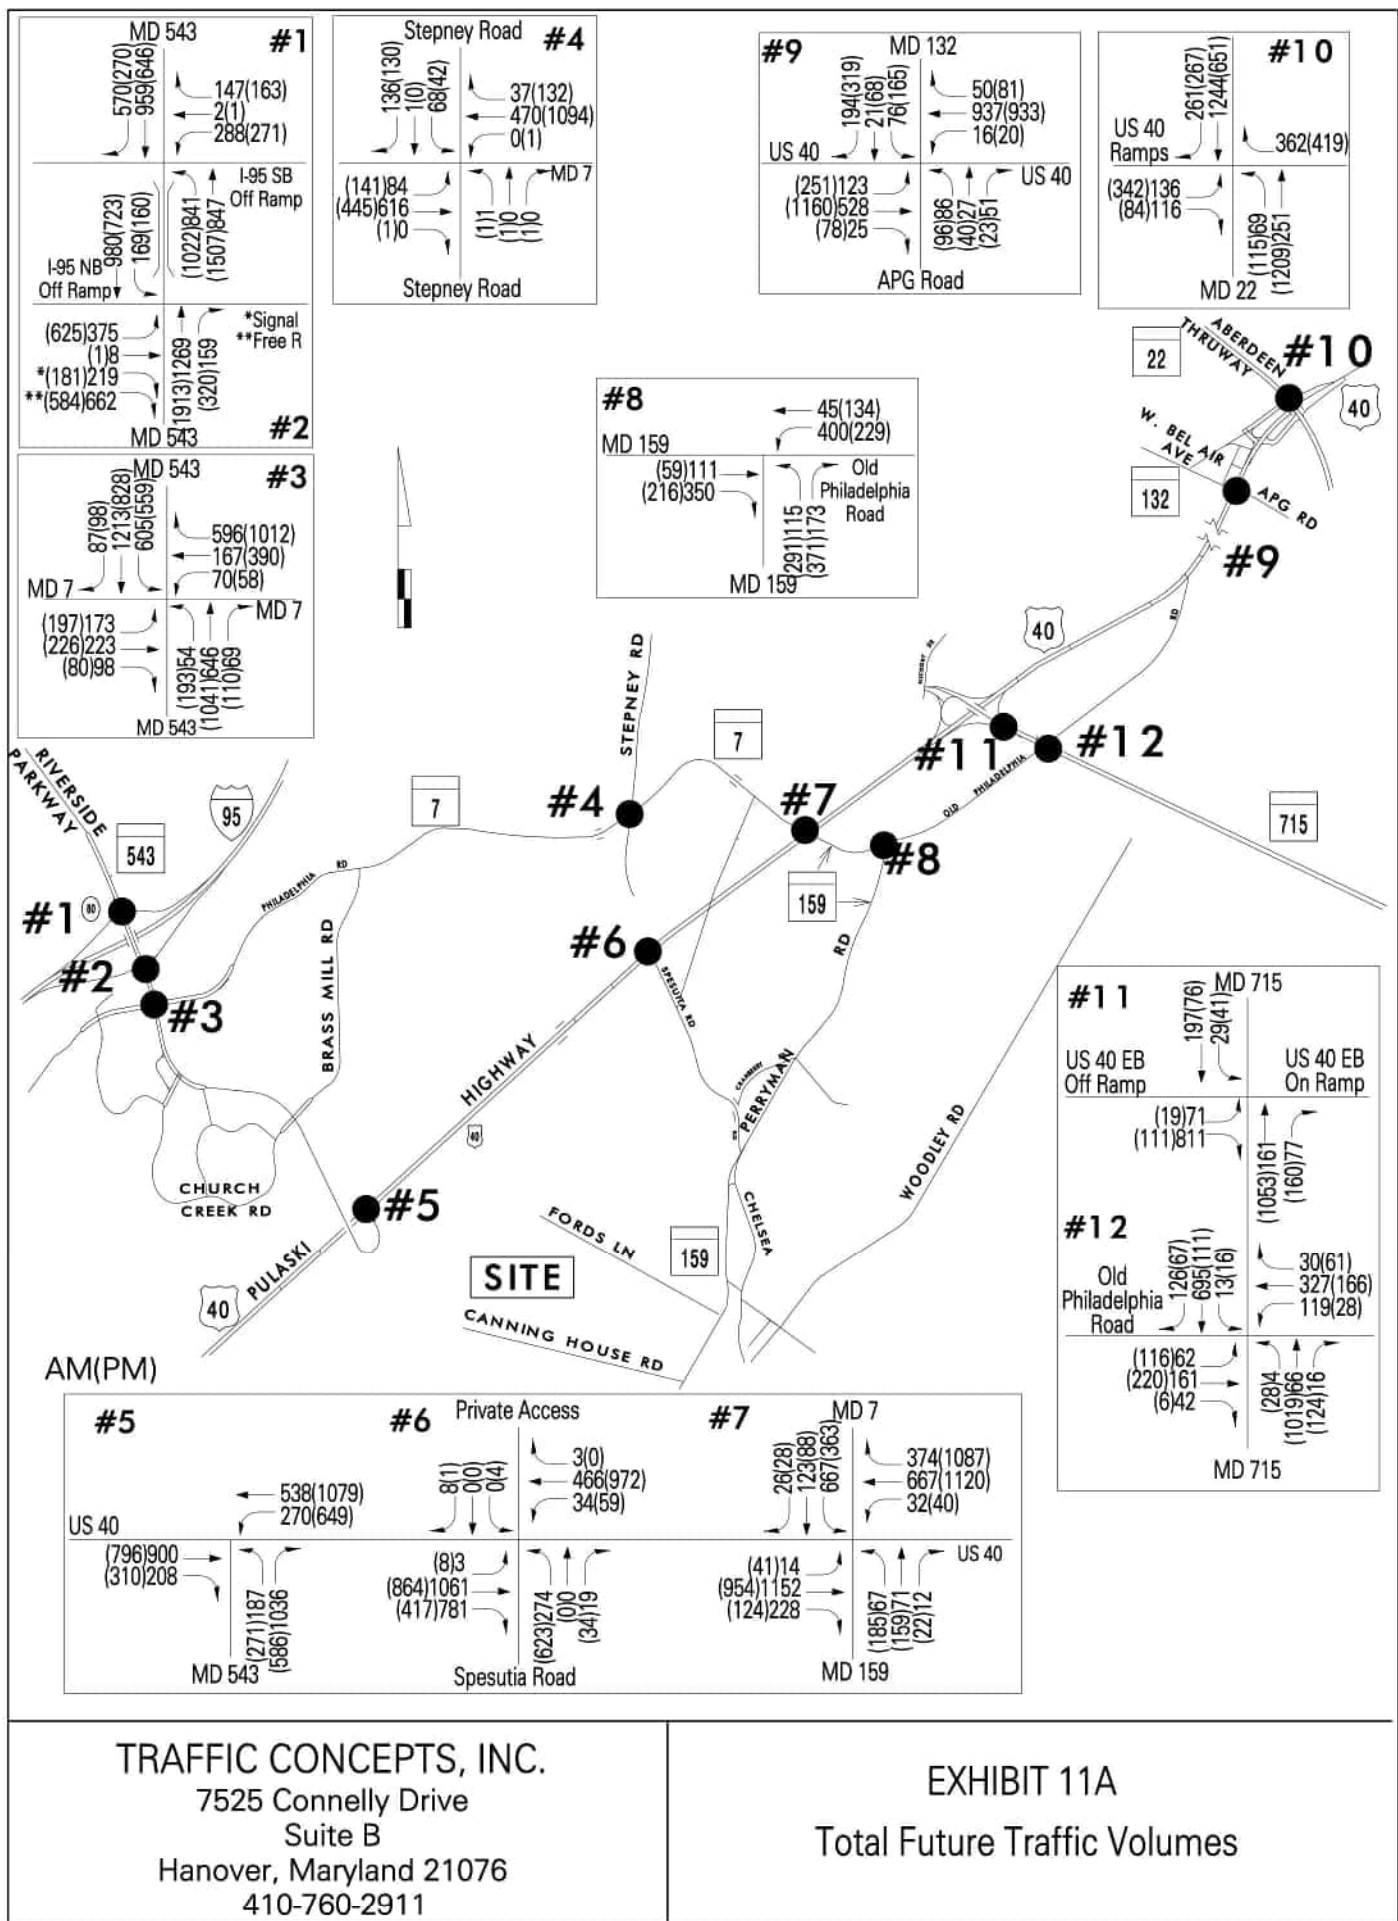 MD 543
#1
570(270)
959(646)
147(163)
2(1)
288(271)
I-95 SB
Off Ramp
980(723)
169(160)
(1022)841
(1507)847
I-95 NB
Off Ramp
*Signal
**Free R
(625)375
(1)8
*(181)219
**(584)662
(1913)1269
(320)159
MD 543
#2
MD 543
#3
87(98)
1213(828)
605(559)
596(1012)
167(390)
70(58)
MD 7
MD 7
(197)173
(226)223
(80)98
(193)54
(1041)646
(110)69
MD 543
Stepney Road
#4
136(130)
1(0)
68(42)
37(132)
470(1094)
0(1)
MD 7
(141)84
(445)616
(1)0
(1)1
(1)0
(1)0
Stepney Road
#9
MD 132
194(319)
21(68)
76(165)
50(81)
937(933)
16(20)
US 40
US 40
(251)123
(1160)528
(78)25
(96)86
(40)27
(23)51
APG Road
#10
261(267)
1244(651)
US 40
Ramps
362(419)
(342)136
(84)116
(115)69
(1209)251
MD 22
#8
45(134)
400(229)
MD 159
(59)111
(216)350
Old
Philadelphia
Road
(291)115
(371)173
MD 159
22
ABERDEEN
THRUWAY
#10
40
W. BEL AIR
AVE
132
APG RD
#9
40
RD
STEPNEY RD
7
#11
#12
OLD PHILADELPHIA
715
RIVERSIDE
PARKWAY
543
95
7
#4
#7
#8
159
#1
80
#2
#3
PHILADELPHIA RD
BRASS MILL RD
#6
SPESUTIA RD
RD
HIGHWAY
40
CRANBERRY
PERRYMAN
WOODLEY RD
CHURCH
CREEK RD
#5
PULASKI
40
FORDS LN
SITE
159
CHELSEA
CANNING HOUSE RD
#11
MD 715
197(76)
29(41)
US 40 EB
Off Ramp
US 40 EB
On Ramp
(19)71
(111)811
(1053)161
(160)77
#12
126(67)
695(111)
13(16)
Old
Philadelphia
Road
30(61)
327(166)
119(28)
(116)62
(220)161
(6)42
(28)4
(1019)66
(124)16
MD 715
AM(PM)
#5
538(1079)
270(649)
US 40
(796)900
(310)208
(271)187
(586)1036
MD 543
#6
Private Access
8(1)
0(0)
0(4)
3(0)
466(972)
34(59)
(8)3
(864)1061
(417)781
(623)274
(0)0
(34)19
Spesutia Road
#7
MD 7
26(28)
123(88)
667(363)
374(1087)
667(1120)
32(40)
US 40
(41)14
(954)1152
(124)228
(185)67
(159)71
(22)12
MD 159
TRAFFIC CONCEPTS, INC.
7525 Connelly Drive
Suite B
Hanover, Maryland 21076
410-760-2911
EXHIBIT 11A
Total Future Traffic Volumes